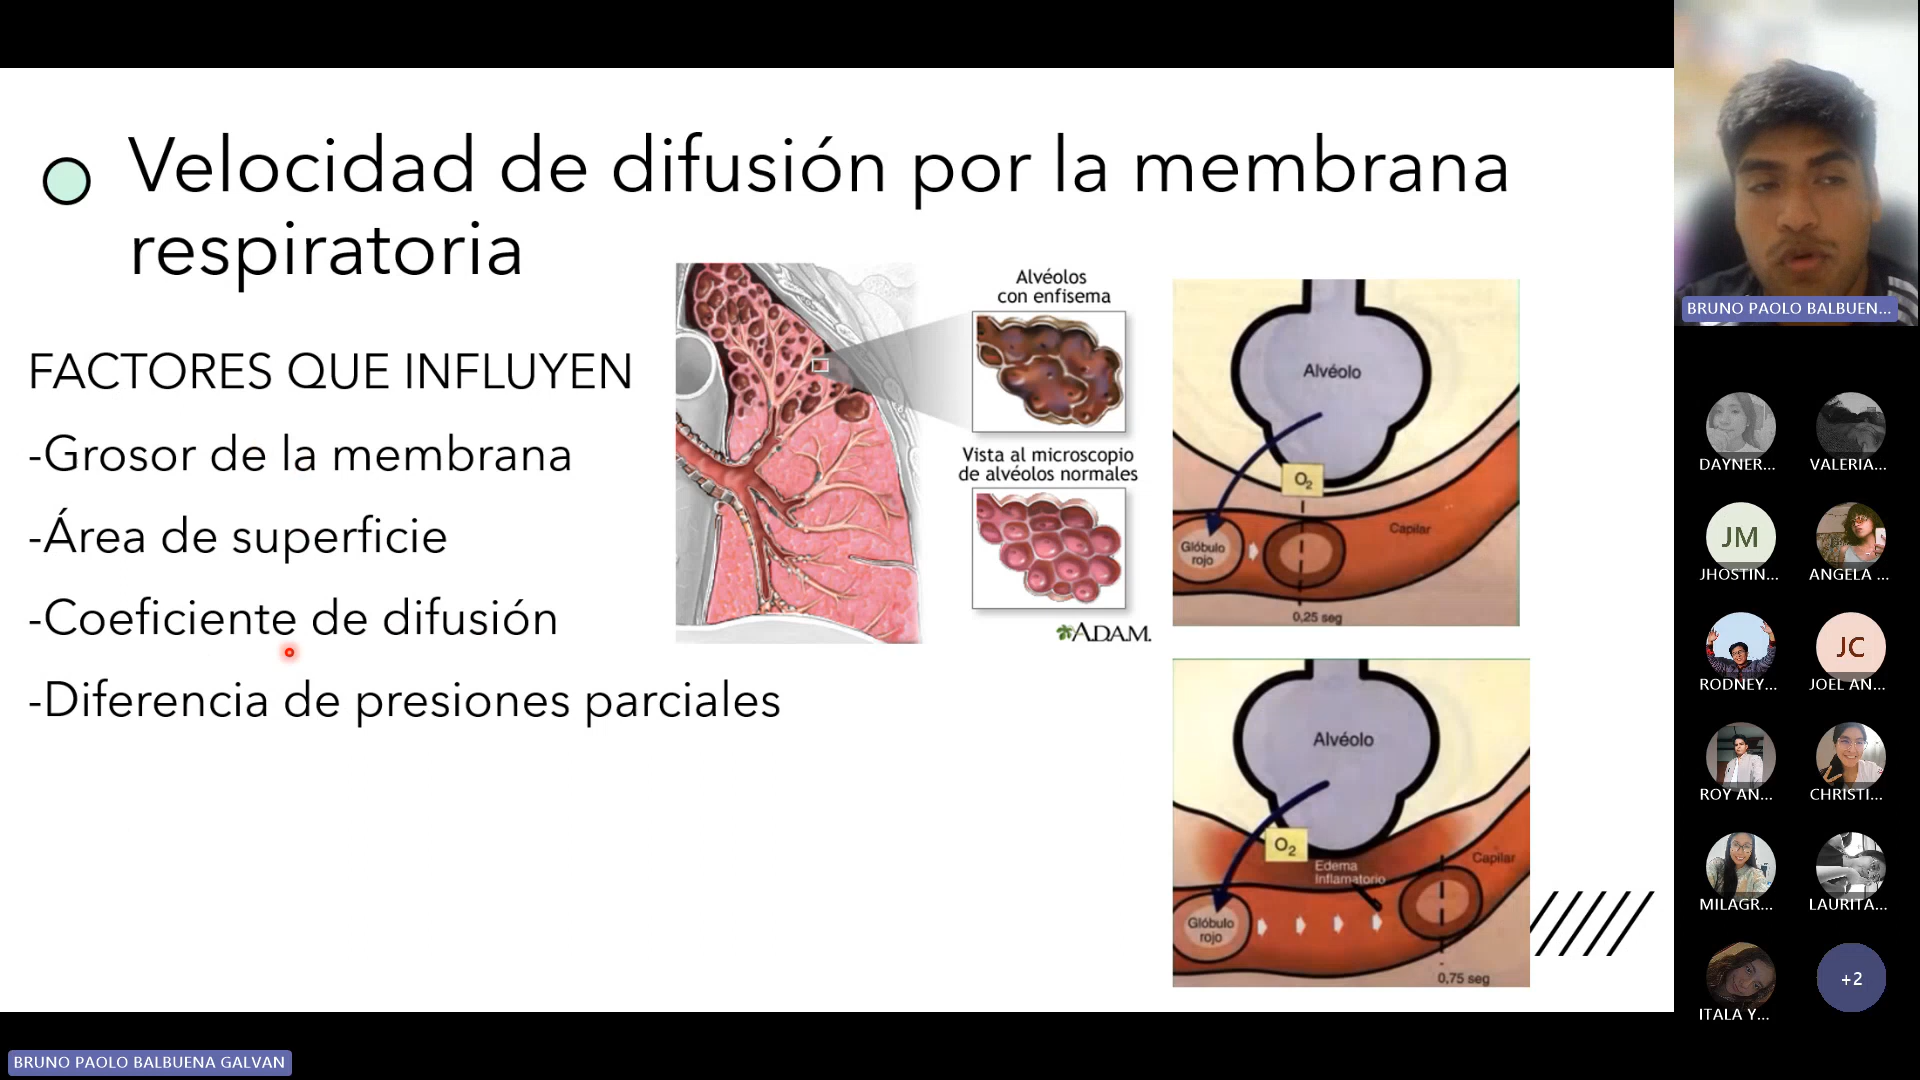 Velocidad de difusión por la membrana
respiratoria
FACTORES QUE INFLUYEN
-Grosor de la membrana
-Área de superficie
-Coeficiente de difusión
-Diferencia de presiones parciales
Alvéolos
con enfisema
Vista al microscopio
de alvéolos normales
A.D.A.M.
Alvéolo
O₂
Capilar
Glóbulo
rojo
0,25 seg
Alvéolo
O₂
Edema
Inflamatorio
Capilar
Glóbulo
rojo
0,75 seg
BRUNO PAOLO BALBUEN...
DAYNER...
VALERIA...
JM
JHOSTIN...
ANGELA ...
RODNEY...
JC
JOEL AN...
ROY AN...
CHRISTI...
MILAGR...
LAURITA...
ITALA Y...
+2
BRUNO PAOLO BALBUENA GALVAN